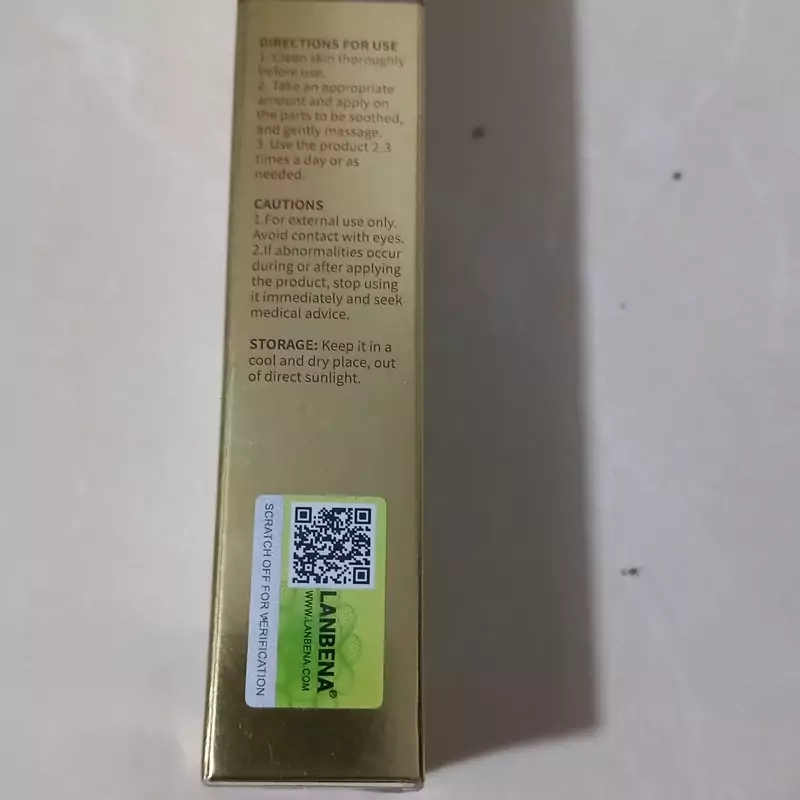 DIRECTIONS FOR USE
1. Clean skin thoroughly
before use.
2. Take an appropriate
amount and apply on
the parts to be soothed,
and gently massage.
3. Use the product 2-3
times a day or as
needed.
CAUTIONS
1.For external use only.
Avoid contact with eyes.
2.If abnormalities occur
during or after applying
the product, stop using
it immediately and seek
medical advice.
STORAGE: Keep it in a
cool and dry place, out
of direct sunlight.
SCRATCH OFF FOR VERIFICATION
LANBENA®
WWW.LANBENA.COM